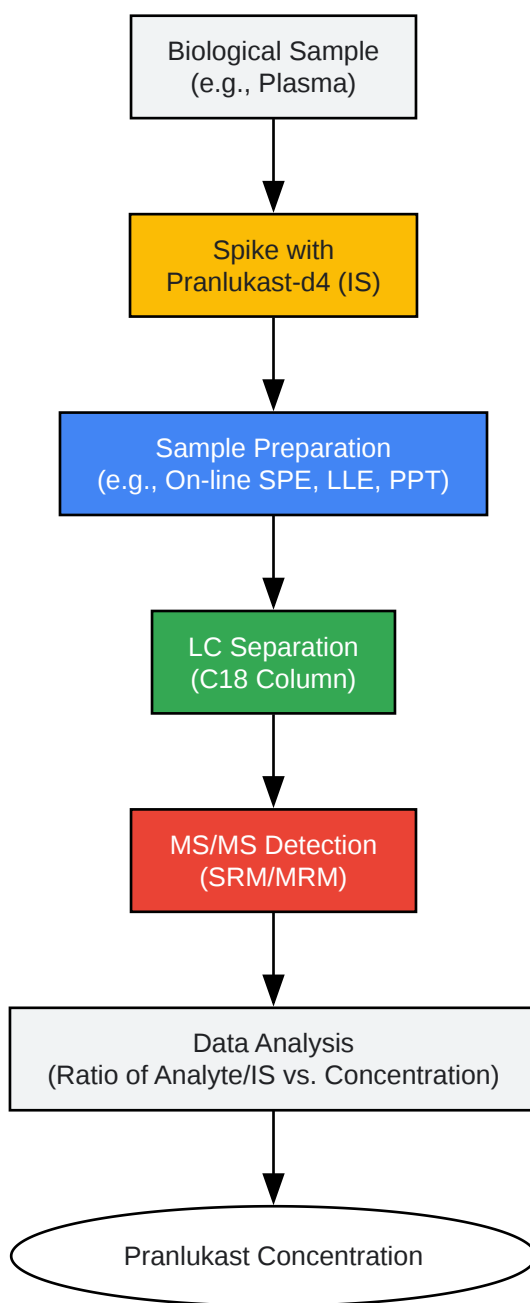 Biological Sample
(e.g., Plasma)
Spike with
Pranlukast-d4 (IS)
Sample Preparation
(e.g., On-line SPE, LLE, PPT)
LC Separation
(C18 Column)
MS/MS Detection
(SRM/MRM)
Data Analysis
(Ratio of Analyte/IS vs. Concentration)
Pranlukast Concentration